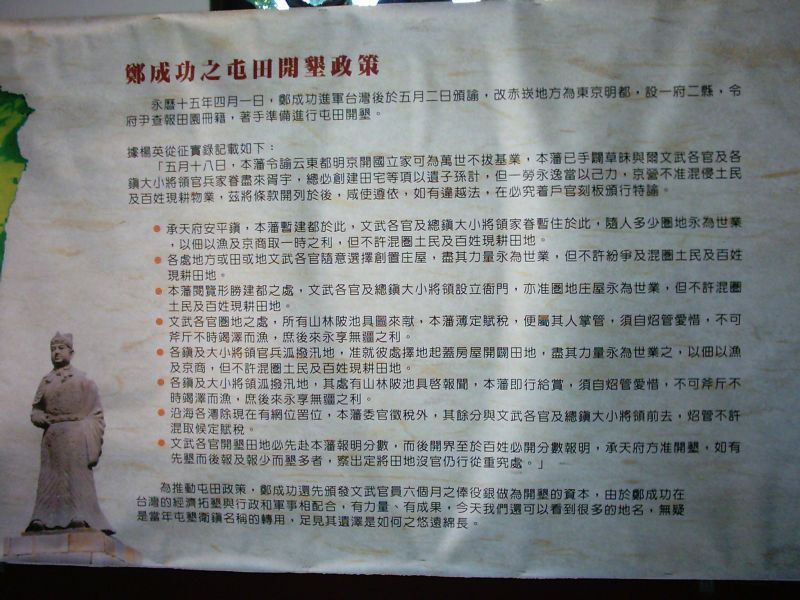 鄭成功之屯田開墾政策
永曆十五年四月一日，鄭成功進軍台灣後於五月二日頒諭，改赤崁地方為東京明都，設一府二縣，令
府尹查報田園冊籍，著手準備進行屯田開墾。
據楊英從征實錄記載如下：
「五月十八日，本藩令諭云東都明京開國立家可為萬世不拔基業，本藩已手闢草昧與爾文武各官及各
鎮大小將領官兵家眷盡來胥宇，總必創建田宅等項以遺子孫計，但一勞永逸當以己力，京營不准混侵土民
及百姓現耕物業，茲將條款開列於後，咸使遵依，如有違越法，在必究着戶官刻板頒行特諭。
●承天府安平鎮，本藩暫建都於此，文武各官及總鎮大小將領家眷暫住於此，隨人多少圈地永為世業
，以佃以漁及京商取一時之利，但不許混圈土民及百姓現耕田地。
●各處地方或田或地文武各官隨意選擇創置庄屋，盡其力量永為世業，但不許紛爭及混圈土民及百姓
現耕田地。
●本藩閱覽形勝建都之處，文武各官及總鎮大小將領設立衙門，亦准圈地庄屋永為世業，但不許混圈
土民及百姓現耕田地。
●文武各官圈地之處，所有山林陂池具圖來獻，本藩薄定賦稅，便屬其人掌管，須自炤管愛惜，不可
斧斤不時竭澤而漁，庶後來永享無疆之利。
●各鎮及大小將領官兵派撥汛地，准就彼處擇地起蓋房屋開闢田地，盡其力量永為世業之，以佃以漁
及京商，但不許混圈土民及百姓現耕田地。
●各鎮及大小將領派撥汛地，其處有山林陂池具啓報聞，本藩即行給賞，須自炤管愛惜，不可斧斤不
時竭澤而漁，庶後來永享無疆之利。
●沿海各澳除現在有網位罟位，本藩委官徵稅外，其餘分與文武各官及總鎮大小將領前去，炤管不許
混取候定賦稅。
●文武各官開墾田地必先赴本藩報明分數，而後開界至於百姓必開分數報明，承天府方准開墾，如有
先墾而後報及報少而墾多者，察出定將田地沒官仍行從重究處。」
為推動屯田政策，鄭成功還先頒發文武官員六個月之俸役銀做為開墾的資本，由於鄭成功在
台灣的經濟拓墾與行政和軍事相配合，有力量、有成果，今天我們還可以看到很多的地名，無疑
是當年屯墾衛鎮名稱的轉用，足見其遺澤是如何之悠遠綿長。